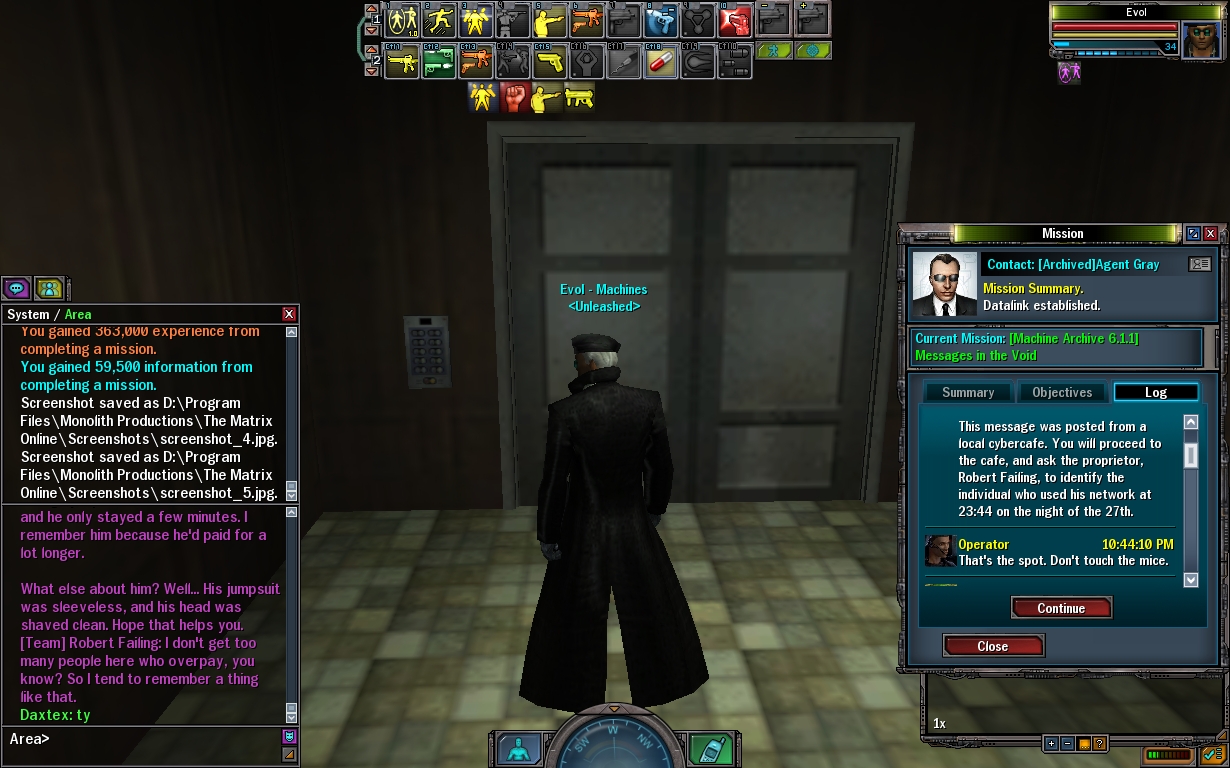 Evol
34
Evol - Machines
<Unleashed>
Mission
Contact: [Archived]Agent Gray
Mission Summary.
Datalink established.
Current Mission: [Machine Archive 6.1.1]
Messages in the Void
Summary
Objectives
Log
This message was posted from a
local cybercafe. You will proceed to
the cafe, and ask the proprietor,
Robert Failing, to identify the
individual who used his network at
23:44 on the night of the 27th.
Operator 10:44:10 PM
That's the spot. Don't touch the mice.
Continue
Close
1x
System / Area
You gained 363,000 experience from
completing a mission.
You gained 59,500 information from
completing a mission.
Screenshot saved as D:\Program
Files\Monolith Productions\The Matrix
Online\Screenshots\screenshot_4.jpg.
Screenshot saved as D:\Program
Files\Monolith Productions\The Matrix
Online\Screenshots\screenshot_5.jpg.
and he only stayed a few minutes. I
remember him because he'd paid for a
lot longer.
What else about him? Well... His jumpsuit
was sleeveless, and his head was
shaved clean. Hope that helps you.
[Team] Robert Failing: I don't get too
many people here who overpay, you
know? So I tend to remember a thing
like that.
Daxtex: ty
Area>
SW W NW